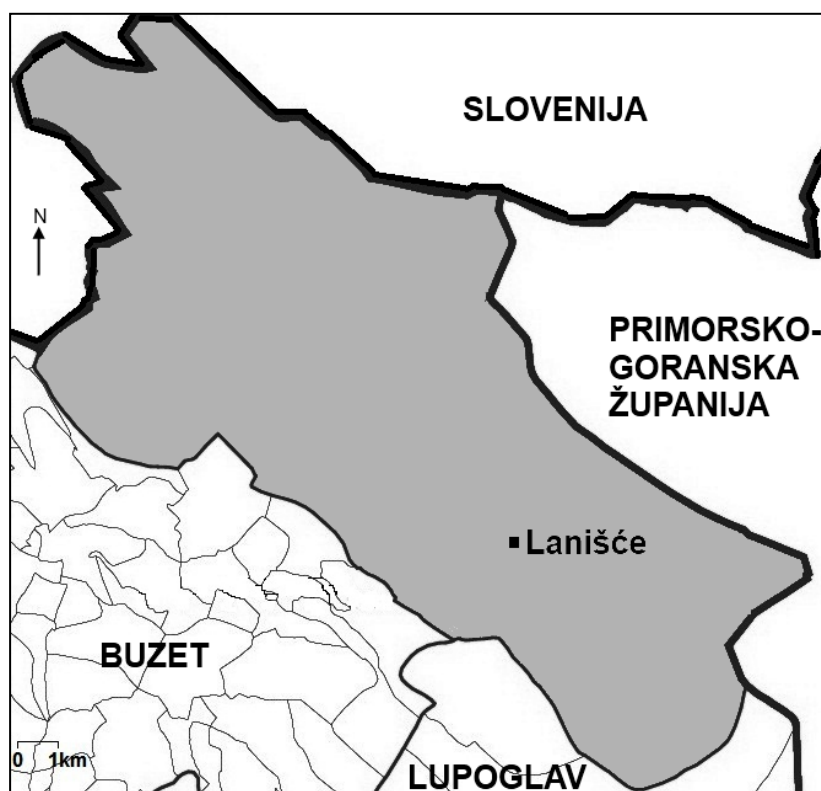 SLOVENIJA
N
PRIMORSKO-
GORANSKA
ŽUPANIJA
Lanišće
BUZET
0 1km
LUPOGLAV